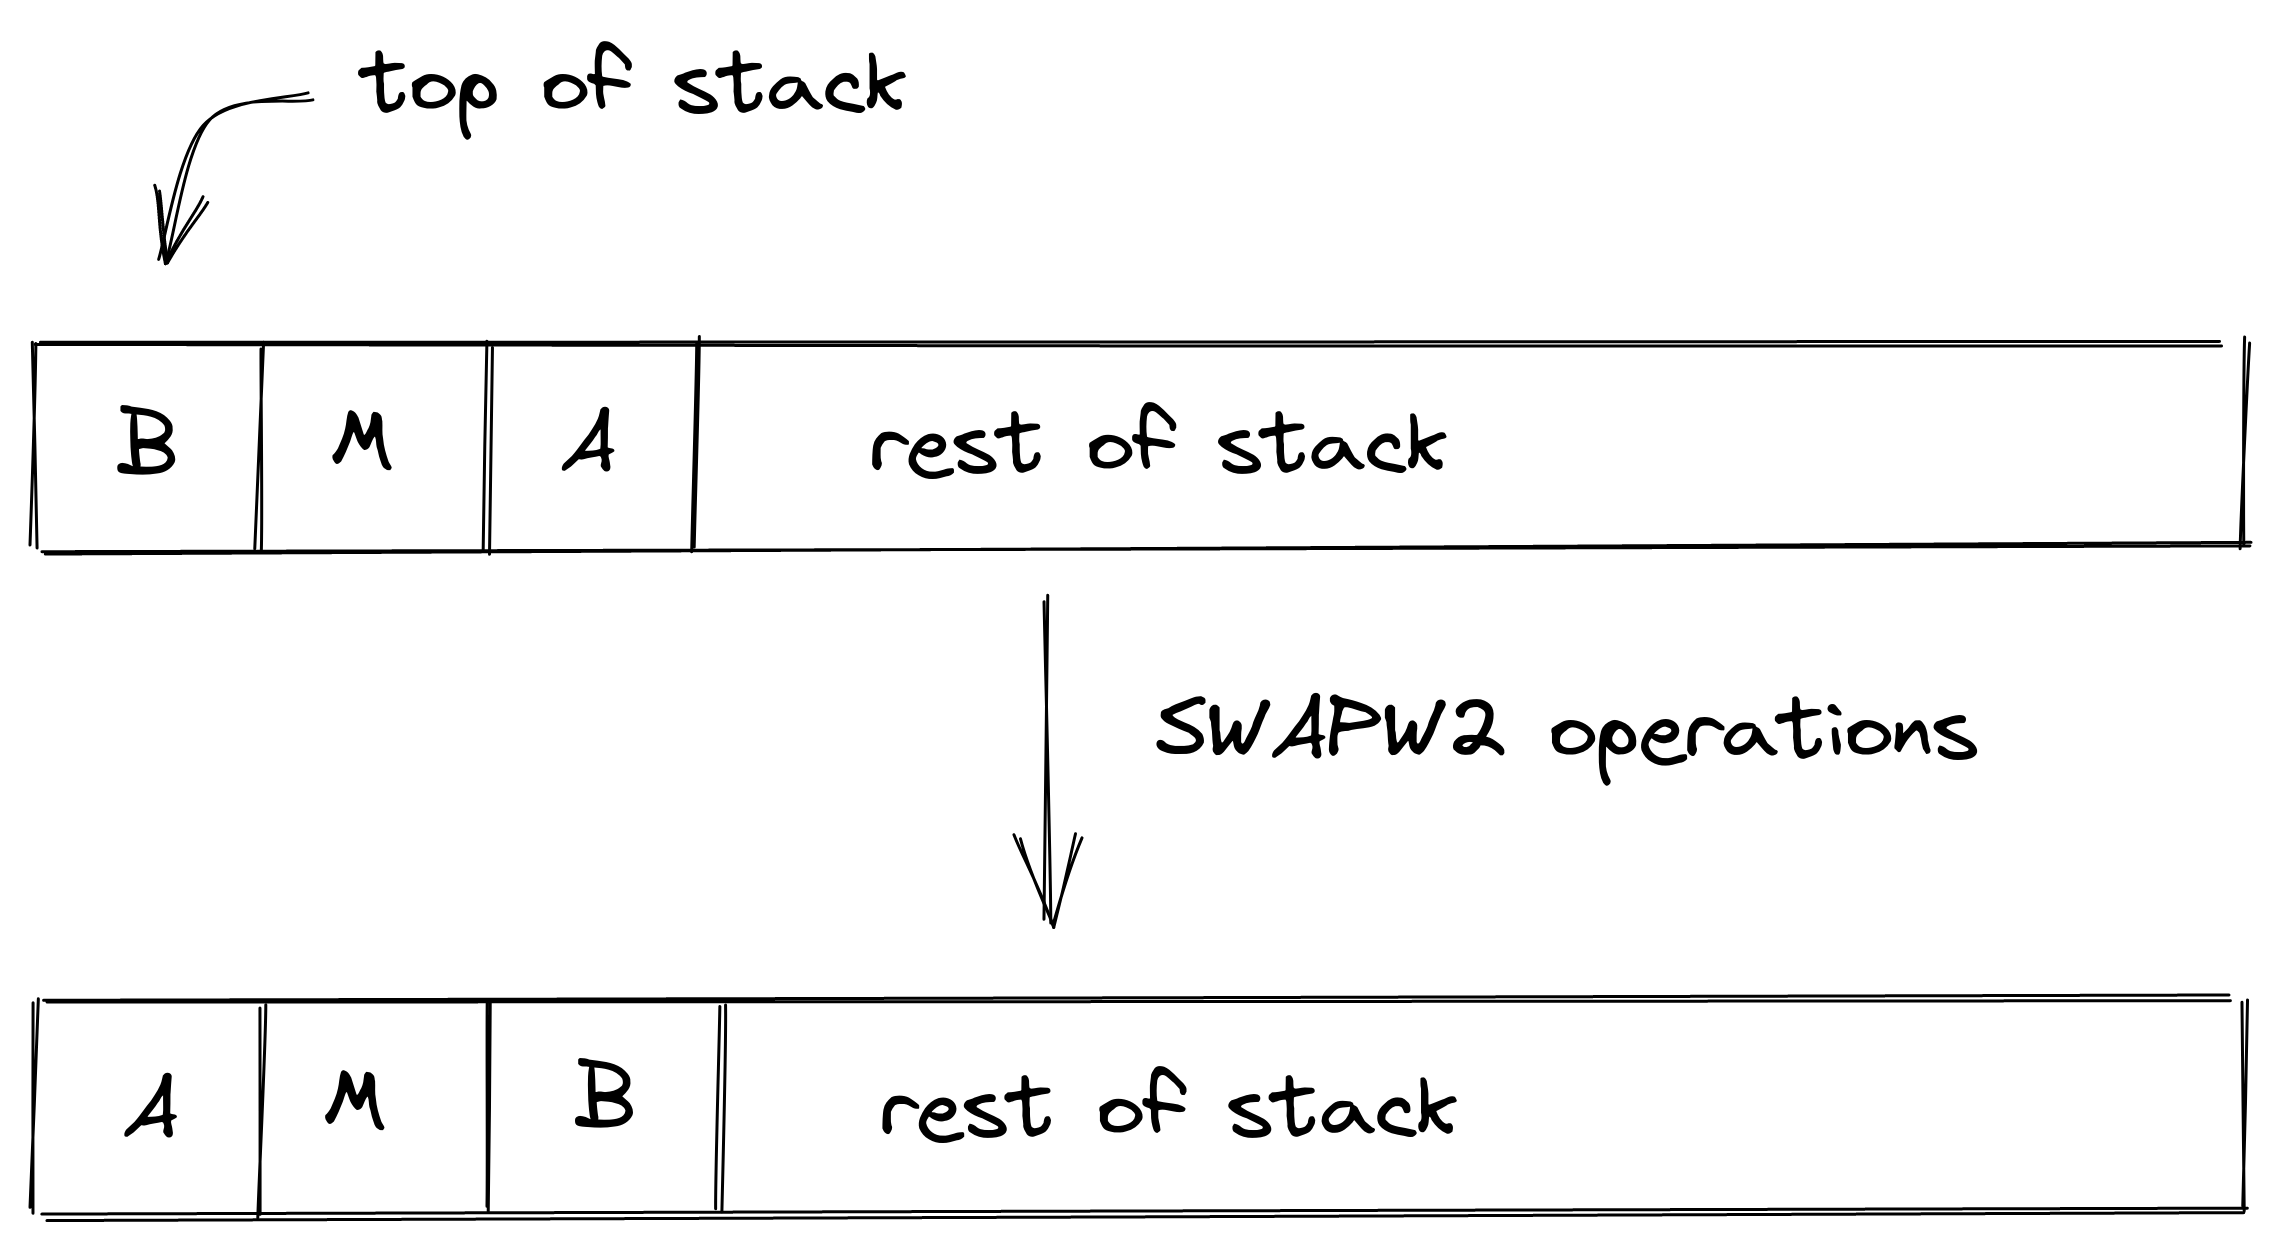 top of stack
B M A rest of stack
SWAPW2 operations
A M B rest of stack